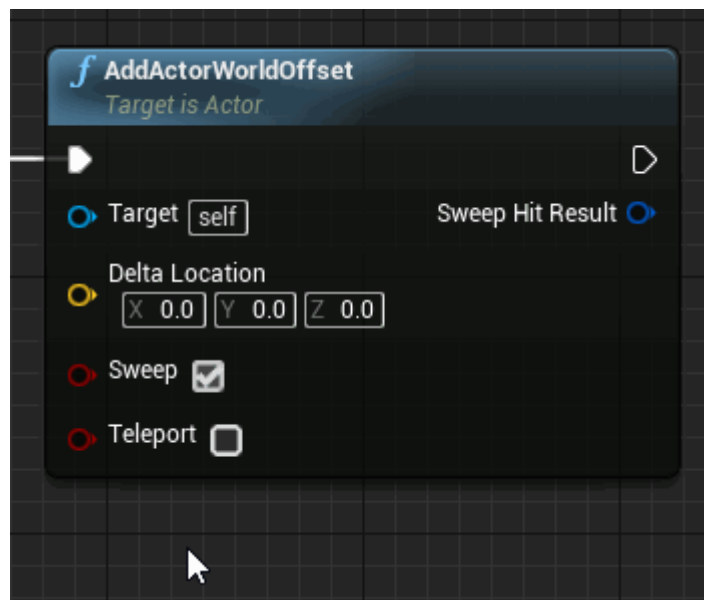 f AddActorWorldOffset
Target is Actor
Target self Sweep Hit Result
Delta Location
X 0.0 Y 0.0 Z 0.0
Sweep
Teleport